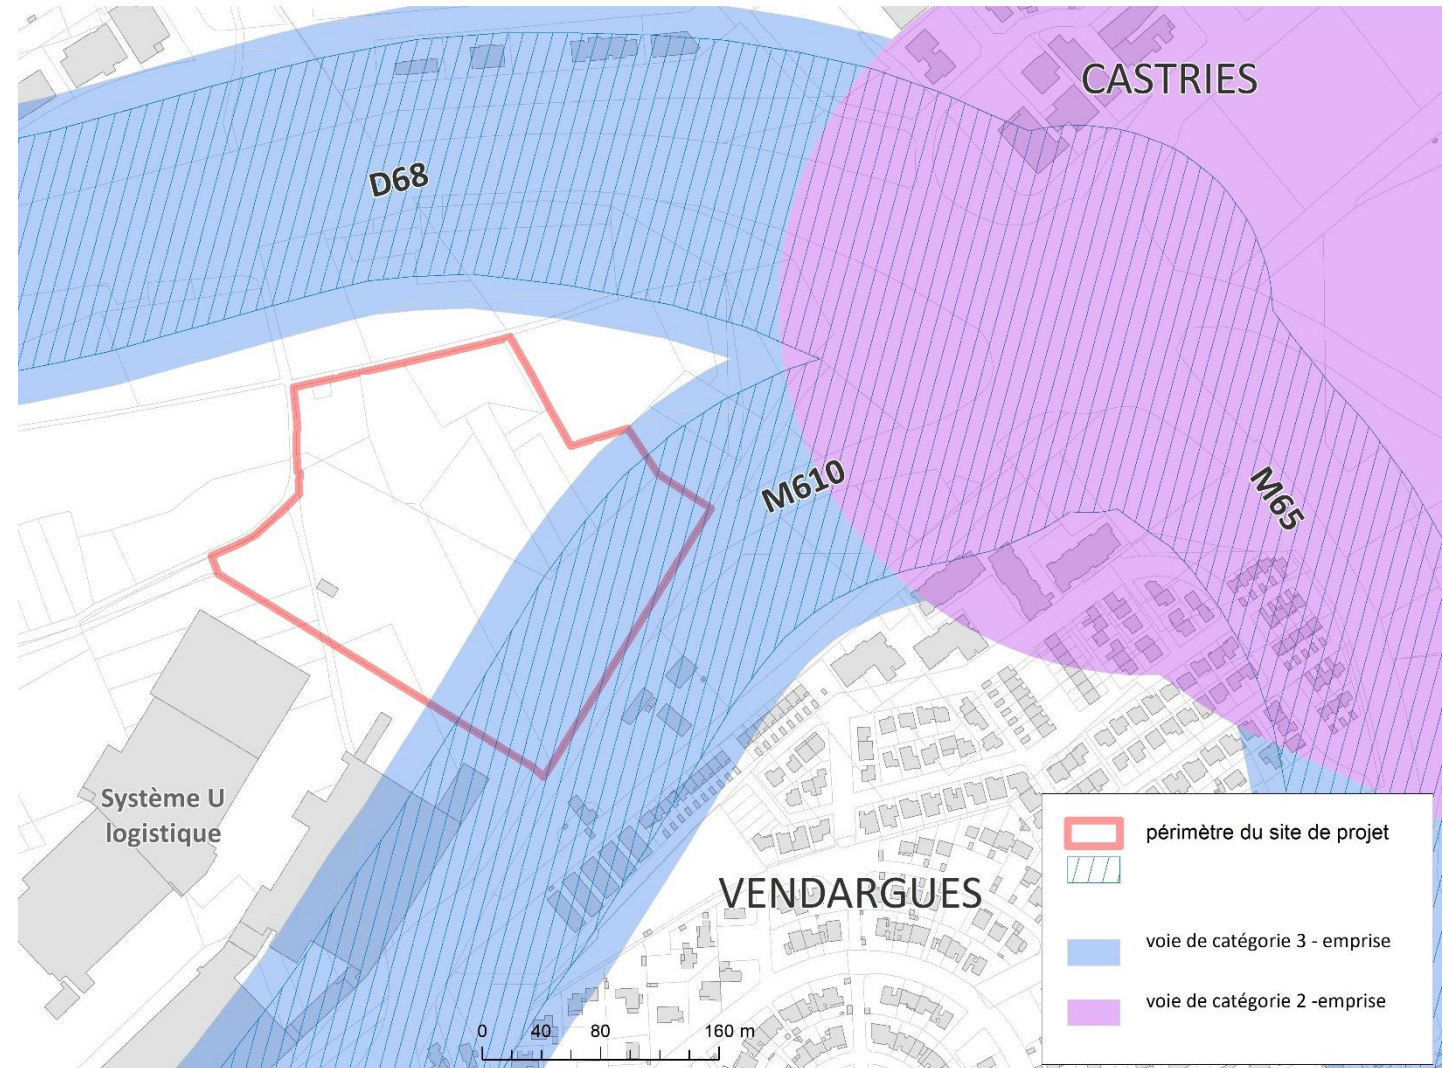 CASTRIES
D68
M610
M65
Système U
logistique
VENDARGUES
0 40 80 160 m
périmètre du site de projet
voie de catégorie 3 - emprise
voie de catégorie 2 -emprise